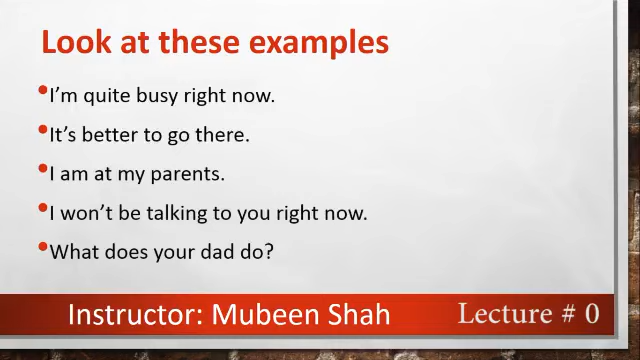 Look at these examples
•I’m quite busy right now.
•It’s better to go there.
•I am at my parents.
•I won’t be talking to you right now.
•What does your dad do?
Instructor: Mubeen Shah
Lecture # 0